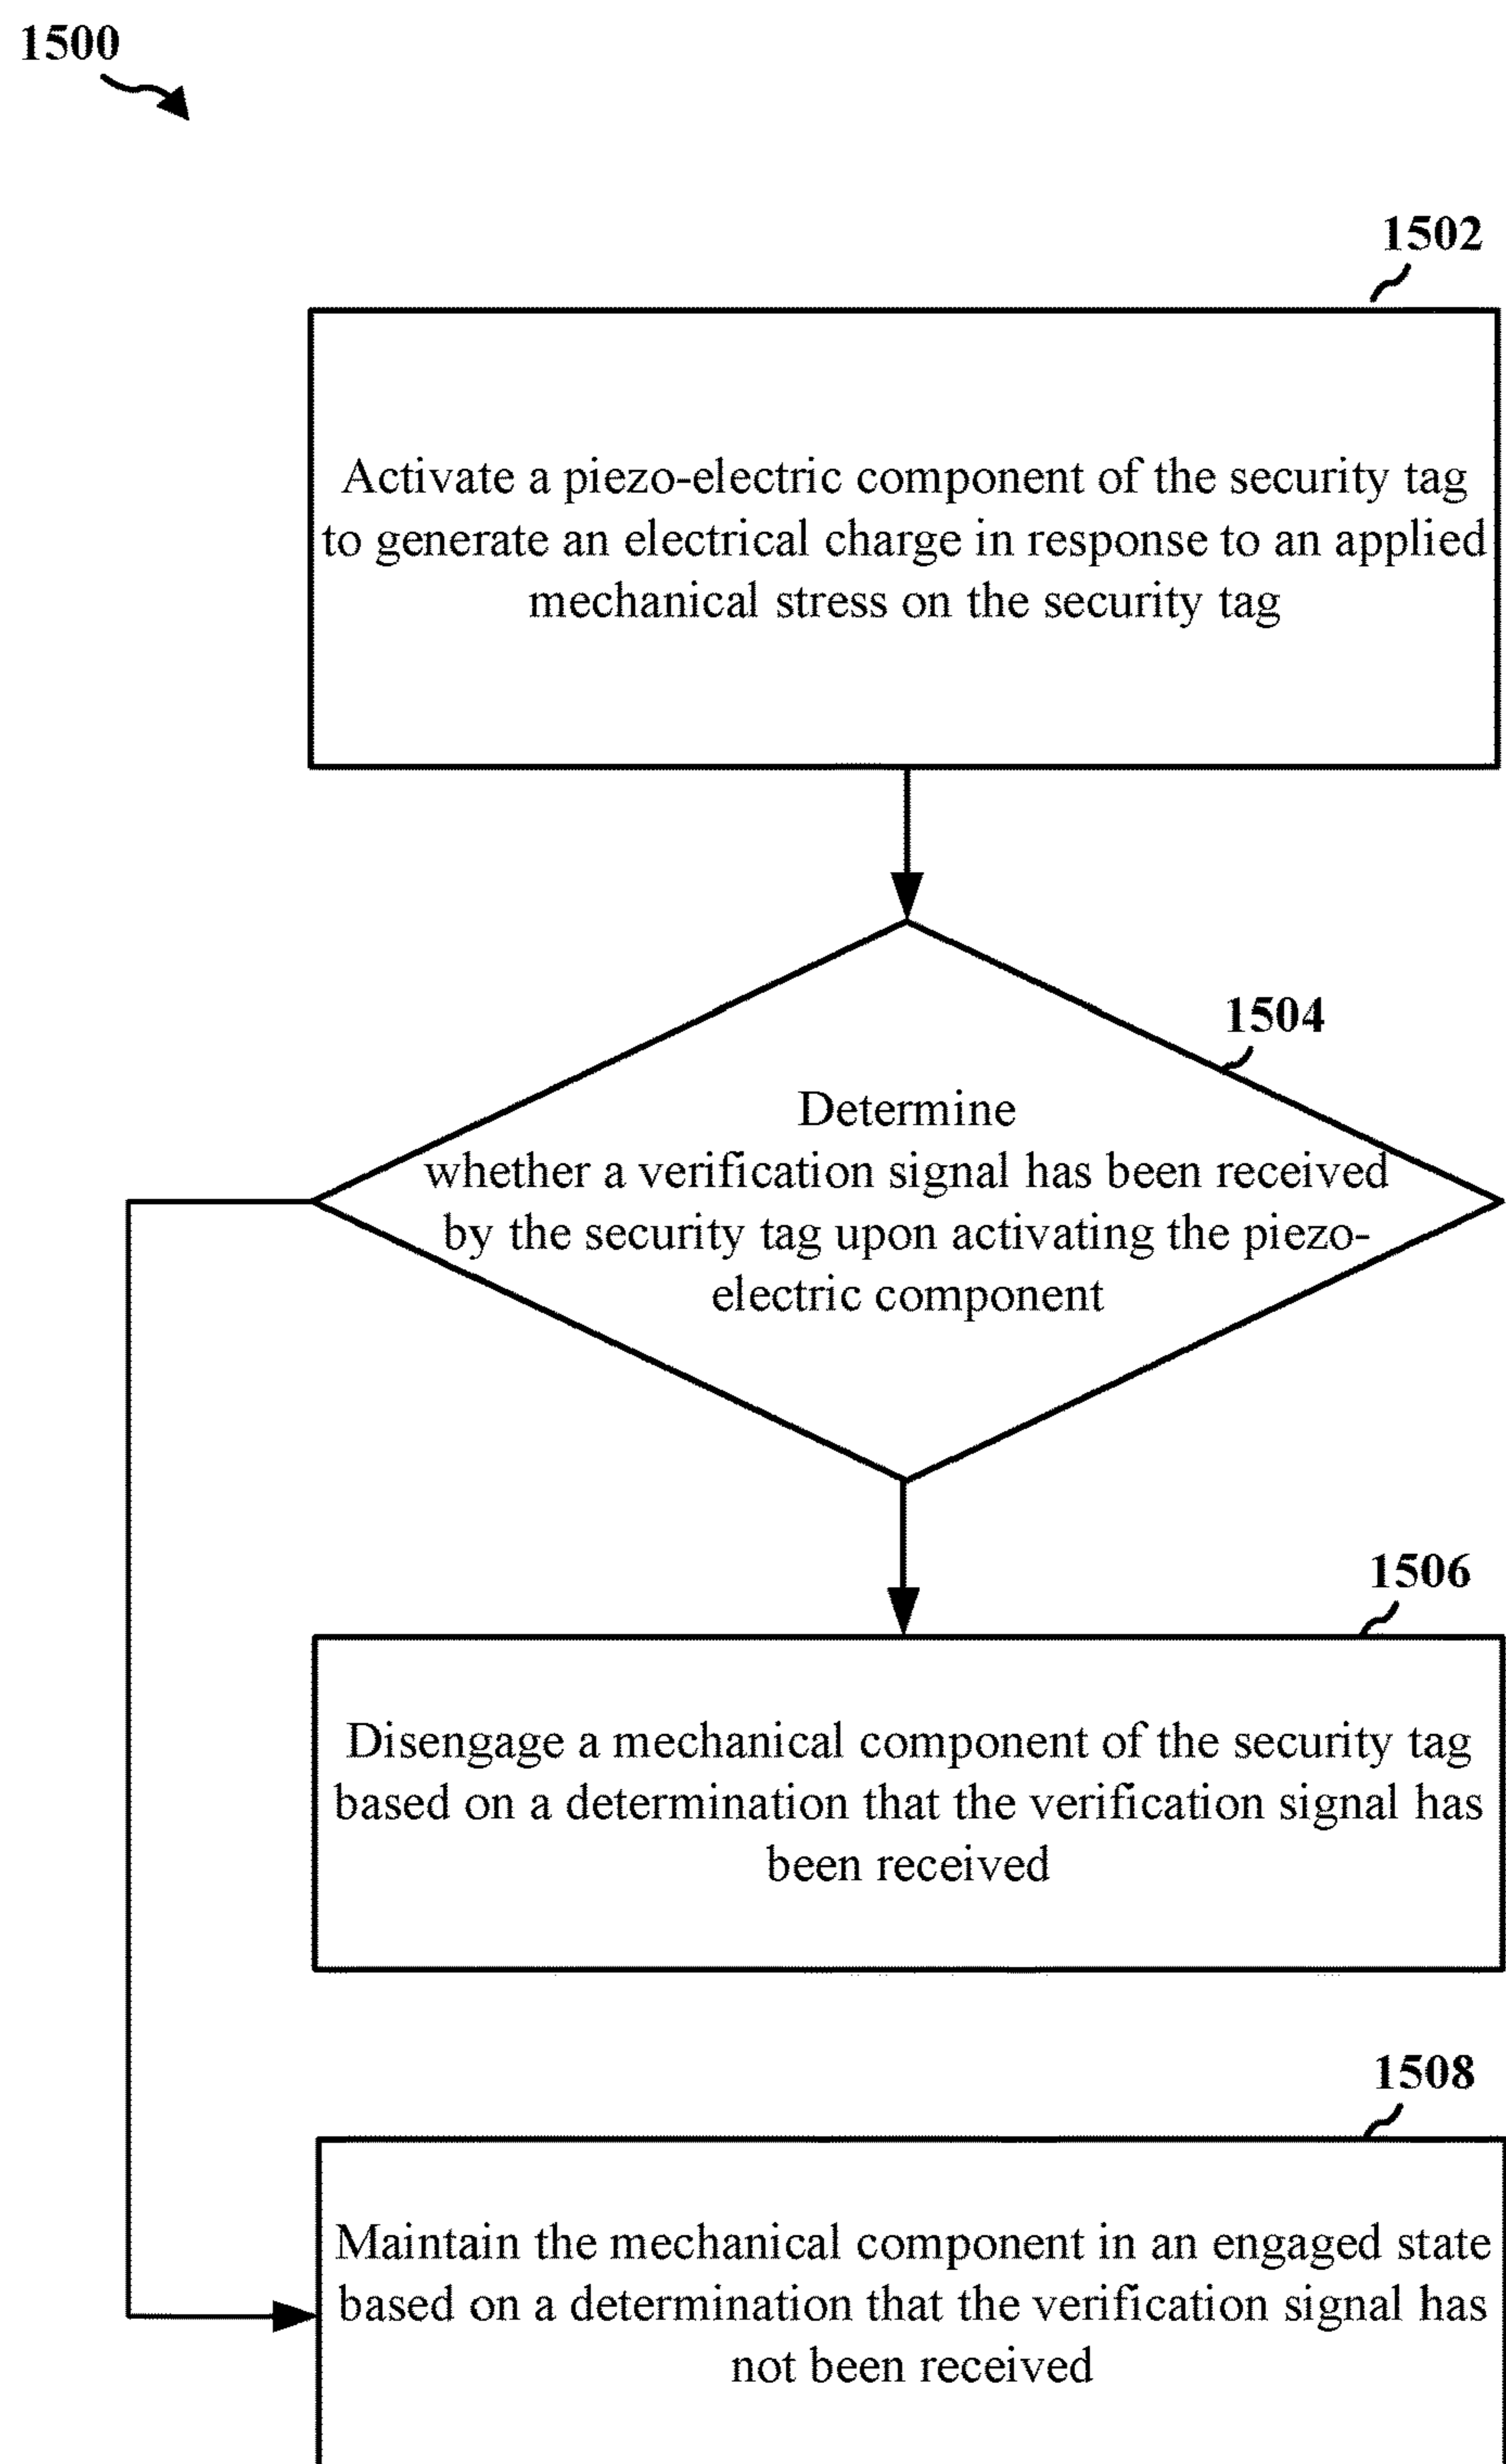 1500
1502
Activate a piezo-electric component of the security tag
to generate an electrical charge in response to an applied
mechanical stress on the security tag
1504
Determine
whether a verification signal has been received
by the security tag upon activating the piezo-
electric component
1506
Disengage a mechanical component of the security tag
based on a determination that the verification signal has
been received
1508
Maintain the mechanical component in an engaged state
based on a determination that the verification signal has
not been received